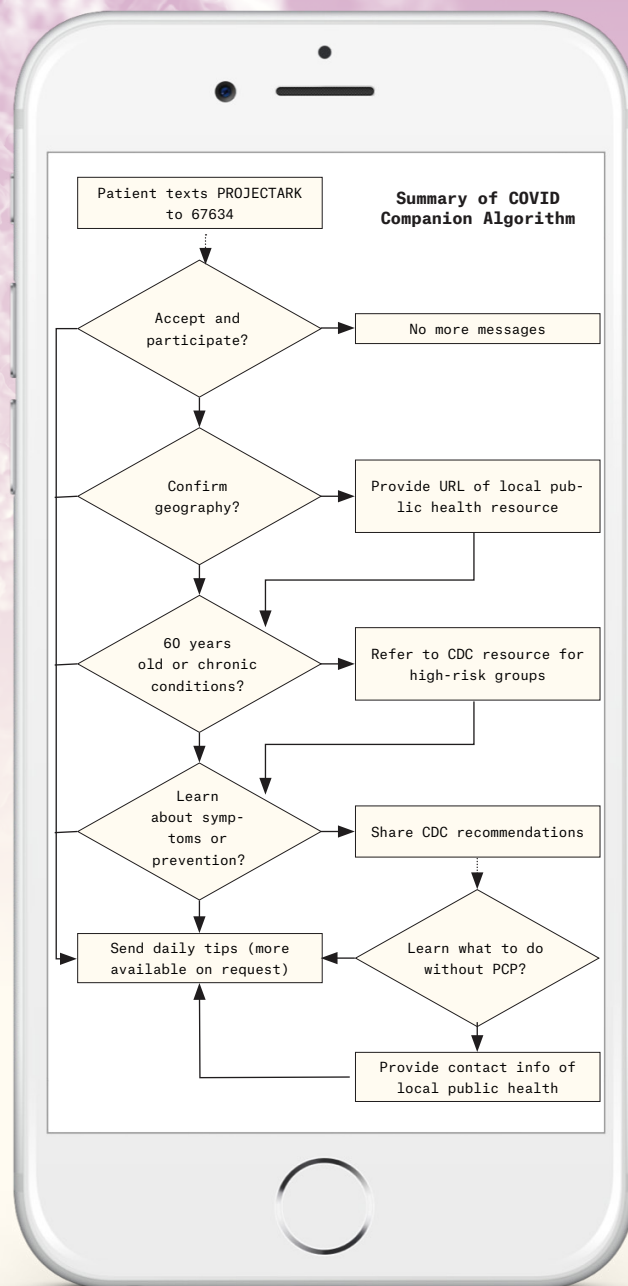 Patient texts PROJECTARK
to 67634
Summary of COVID
Companion Algorithm
Accept and
participate?
No more messages
Confirm
geography?
Provide URL of local pub-
lic health resource
60 years
old or chronic
conditions?
Refer to CDC resource for
high-risk groups
Learn
about symp-
toms or
prevention?
Share CDC recommendations
Send daily tips (more
available on request)
Learn what to do
without PCP?
Provide contact info of
local public health